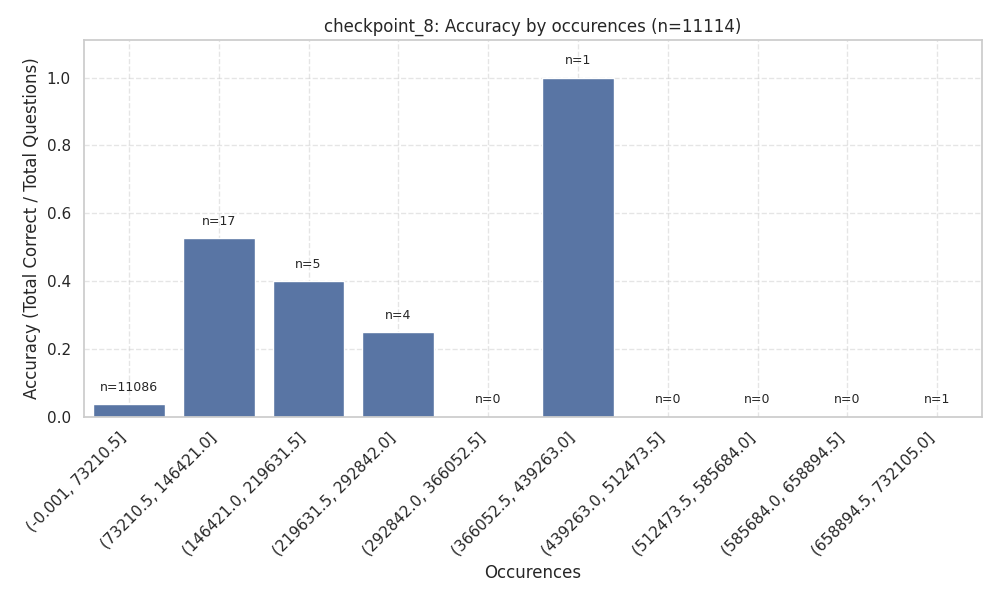 checkpoint_8: Accuracy by occurences (n=11114)
Accuracy (Total Correct / Total Questions)
1.0
0.8
0.6
0.4
0.2
0.0
n=11086
n=17
n=5
n=4
n=0
n=1
n=0
n=0
n=0
n=1
(-0.001, 73210.5]
(73210.5, 146421.0]
(146421.0, 219631.5]
(219631.5, 292842.0]
(292842.0, 366052.5]
(366052.5, 439263.0]
(439263.0, 512473.5]
(512473.5, 585684.0]
(585684.0, 658894.5]
(658894.5, 732105.0]
Occurences